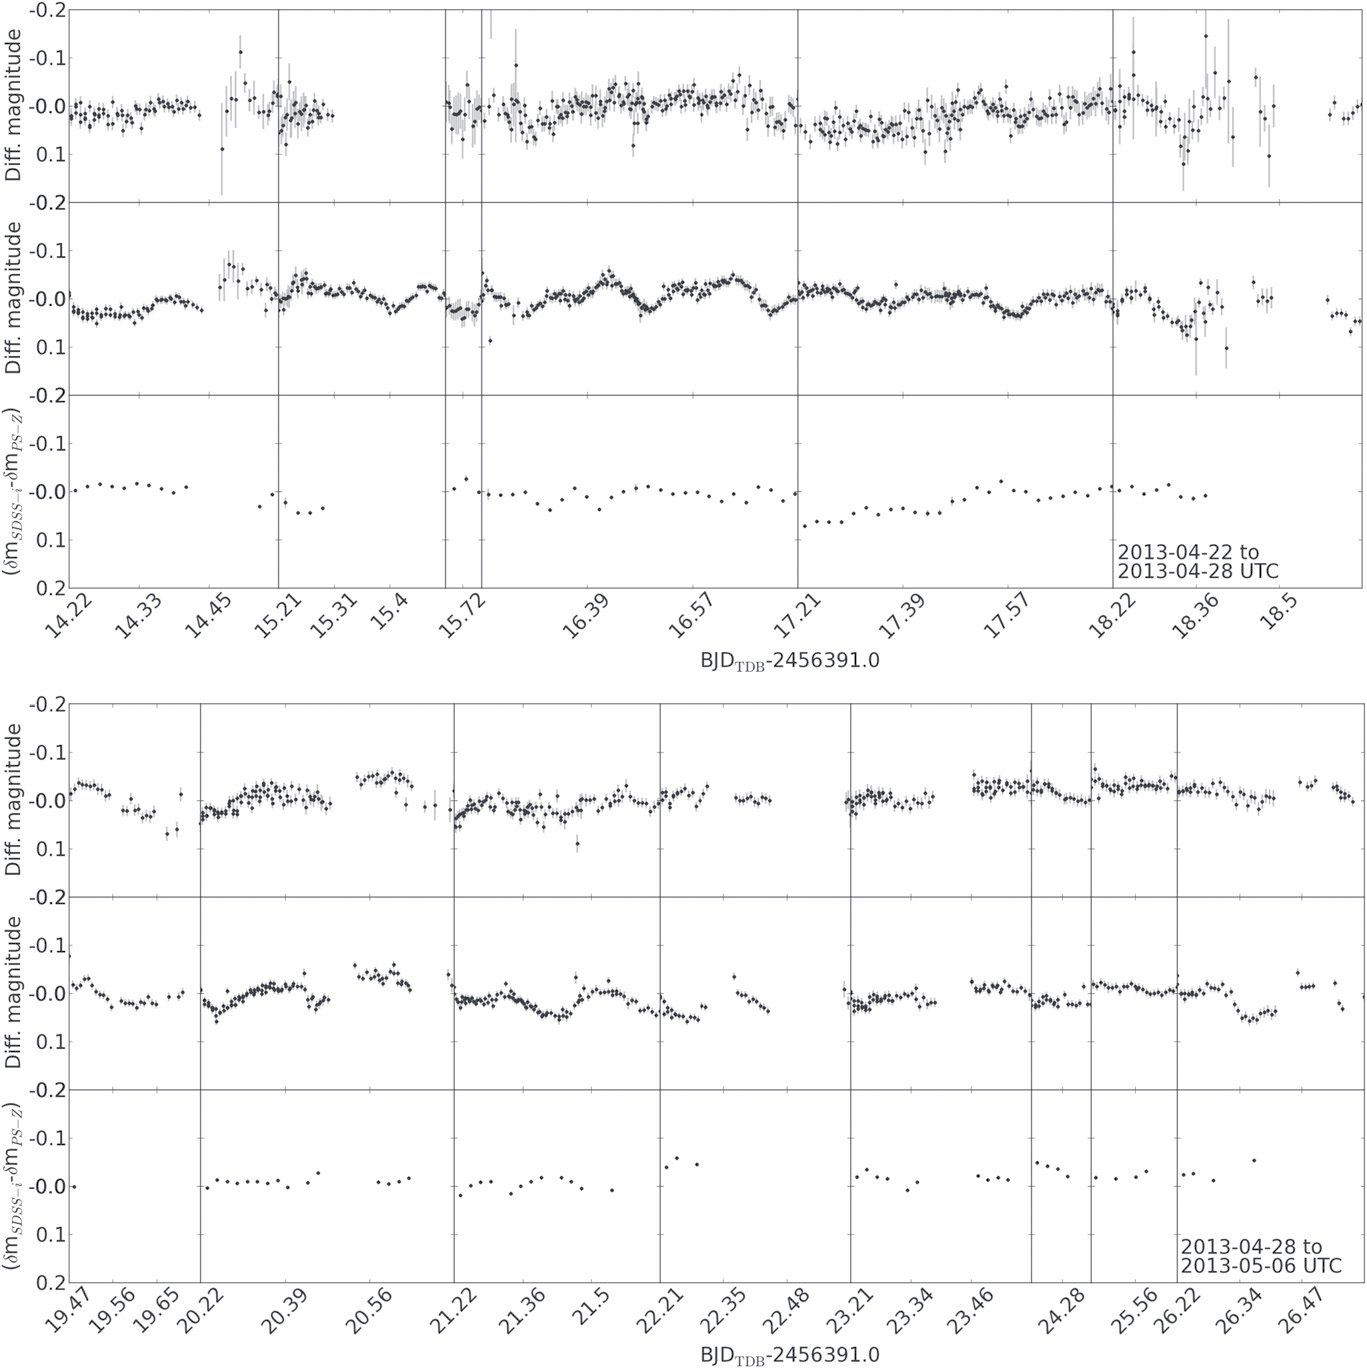 -0.2
-0.1
-0.0
0.1
-0.2
Diff. magnitude
-0.1
-0.0
0.1
-0.2
Diff. magnitude
-0.1
-0.0
0.1
0.2
(δm_SDSS−i-δm_PS−Z)
2013-04-22 to
2013-04-28 UTC
14.22 14.33 14.45 15.21 15.31 15.4 15.72 16.39 16.57 17.21 17.39 17.57 18.22 18.36 18.5
BJD_TDB-2456391.0
-0.2
-0.1
-0.0
0.1
-0.2
Diff. magnitude
-0.1
-0.0
0.1
-0.2
Diff. magnitude
-0.1
-0.0
0.1
0.2
(δm_SDSS−i-δm_PS−Z)
2013-04-28 to
2013-05-06 UTC
19.47 19.56 19.65 20.22 20.39 20.56 21.22 21.36 21.5 22.21 22.35 22.48 23.21 23.34 23.46 24.28 25.56 26.22 26.34 26.47
BJD_TDB-2456391.0